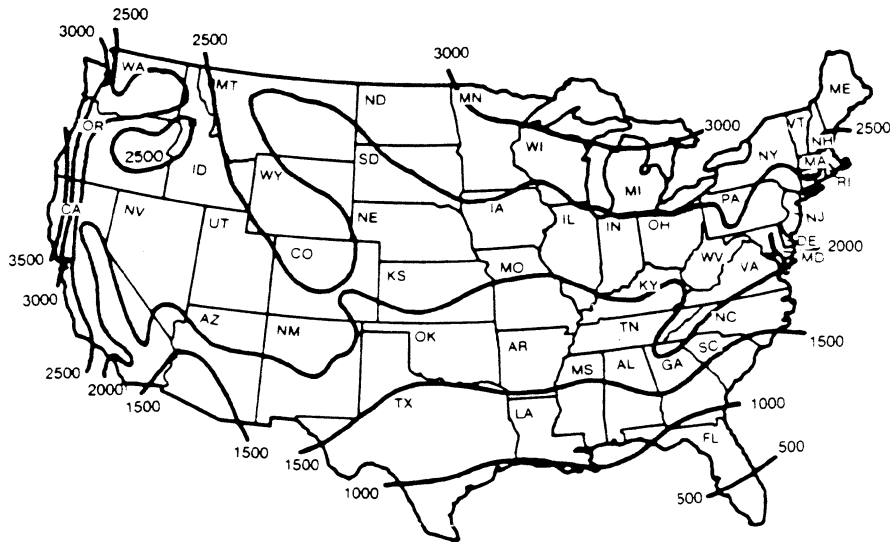 2500
3000
2500
3000
WA
MT
ND
MN
ME
OR
VT
NH
2500
3000
WI
NY
MA
2500
ID
SD
MI
RI
WY
PA
CA
NV
UT
NE
IA
IL
IN
OH
NJ
CO
DE
2000
WV
VA
MD
3500
KS
MO
KY
3000
AZ
NM
OK
TN
NC
1500
AR
SC
2500
MS
AL
GA
2000
1500
TX
LA
1000
FL
1500
500
1500
1000
500